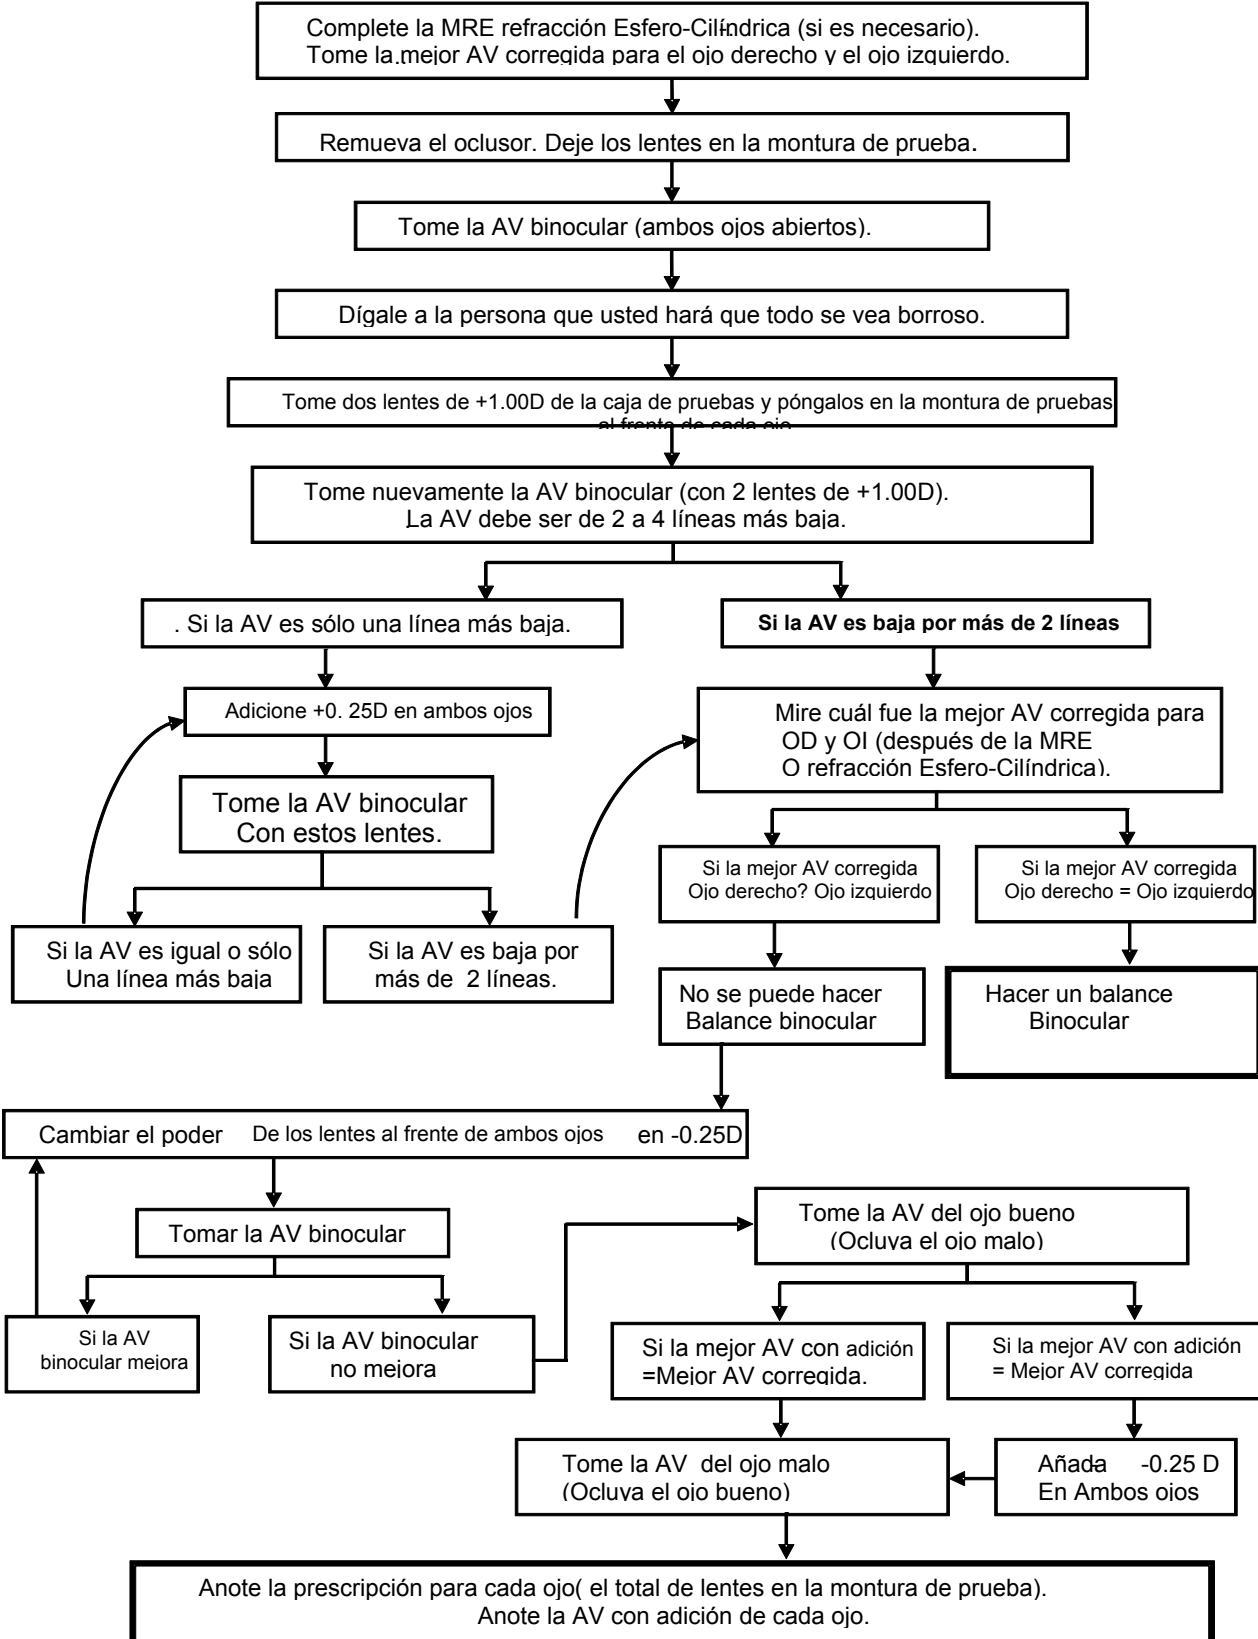 Complete la MRE refracción Esfero-Cilíndrica (si es necesario).
Tome la mejor AV corregida para el ojo derecho y el ojo izquierdo.
Remueva el oclusor. Deje los lentes en la montura de prueba.
Tome la AV binocular (ambos ojos abiertos).
Dígale a la persona que usted hará que todo se vea borroso.
Tome dos lentes de +1.00D de la caja de pruebas y póngalos en la montura de pruebas
al frente de cada ojo
Tome nuevamente la AV binocular (con 2 lentes de +1.00D).
La AV debe ser de 2 a 4 líneas más baja.
. Si la AV es sólo una línea más baja.
Si la AV es baja por más de 2 líneas
Adicione +0. 25D en ambos ojos
Mire cuál fue la mejor AV corregida para
OD y OI (después de la MRE
O refracción Esfero-Cilíndrica).
Tome la AV binocular
Con estos lentes.
Si la mejor AV corregida
Ojo derecho? Ojo izquierdo
Si la mejor AV corregida
Ojo derecho = Ojo izquierdo
Si la AV es igual o sólo
Una línea más baja
Si la AV es baja por
más de 2 líneas.
No se puede hacer
Balance binocular
Hacer un balance
Binocular
Cambiar el poder De los lentes al frente de ambos ojos en -0.25D
Tomar la AV binocular
Tome la AV del ojo bueno
(Ocluya el ojo malo)
Si la AV
binocular mejora
Si la AV binocular
no mejora
Si la mejor AV con adición
=Mejor AV corregida.
Si la mejor AV con adición
= Mejor AV corregida
Tome la AV del ojo malo
(Ocluya el ojo bueno)
Añada -0.25 D
En Ambos ojos
Anote la prescripción para cada ojo( el total de lentes en la montura de prueba).
Anote la AV con adición de cada ojo.